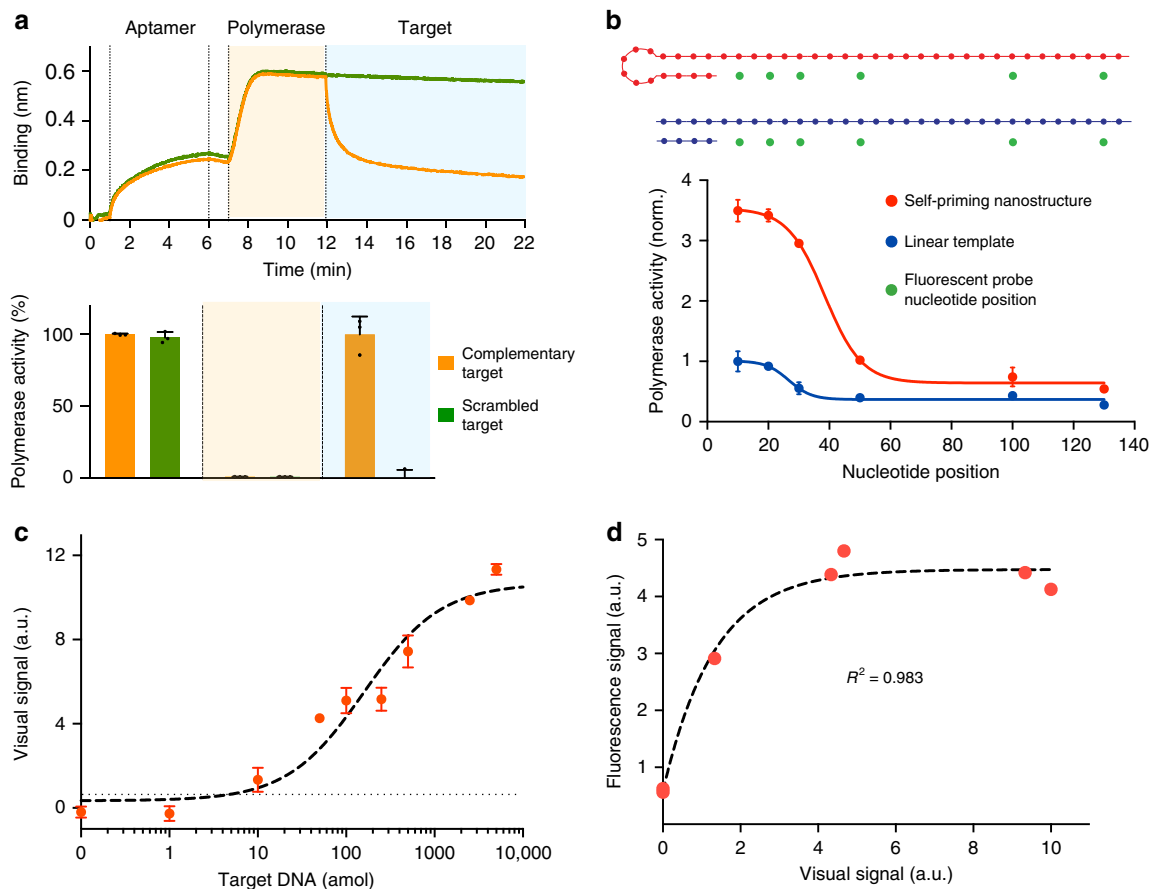 a
Aptamer Polymerase Target
Binding (nm)
0.6
0.4
0.2
0
0 2 4 6 8 10 12 14 16 18 20 22
Time (min)
Polymerase activity (%)
100
50
0
Complementary
target
Scrambled
target
b
Polymerase activity (norm.)
4
3
2
1
0
Self-priming nanostructure
Linear template
Fluorescent probe
nucleotide position
0 20 40 60 80 100 120 140
Nucleotide position
c
Visual signal (a.u.)
12
8
4
0
0 1 10 100 1000 10,000
Target DNA (amol)
d
Fluorescence signal (a.u.)
5
4
3
2
1
R² = 0.983
0 2 4 6 8 10
Visual signal (a.u.)